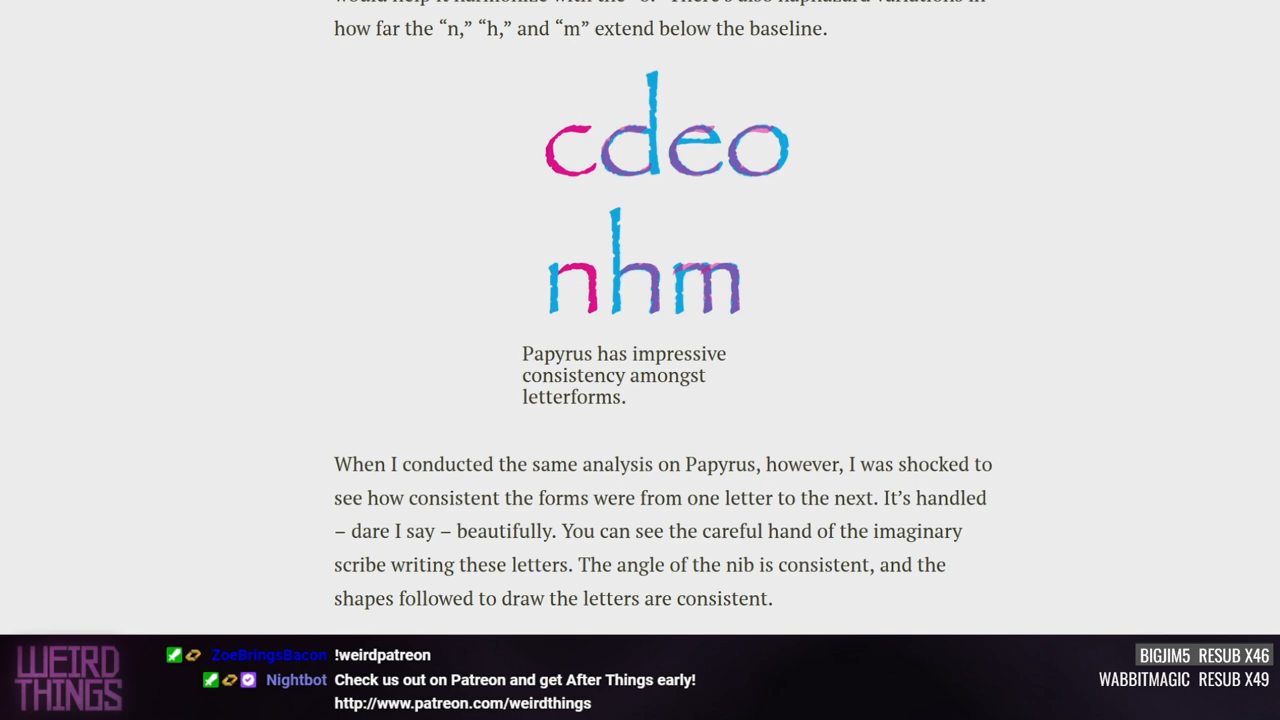 how far the “n,” “h,” and “m” extend below the baseline.
cdeo
nhm
Papyrus has impressive
consistency amongst
letterforms.
When I conducted the same analysis on Papyrus, however, I was shocked to
see how consistent the forms were from one letter to the next. It’s handled
– dare I say – beautifully. You can see the careful hand of the imaginary
scribe writing these letters. The angle of the nib is consistent, and the
shapes followed to draw the letters are consistent.
WEIRD
THINGS
ZoeBringsBacon !weirdpatreon
Nightbot Check us out on Patreon and get After Things early!
http://www.patreon.com/weirdthings
BIGJIM5 RESUB X46
WABBITMAGIC RESUB X49